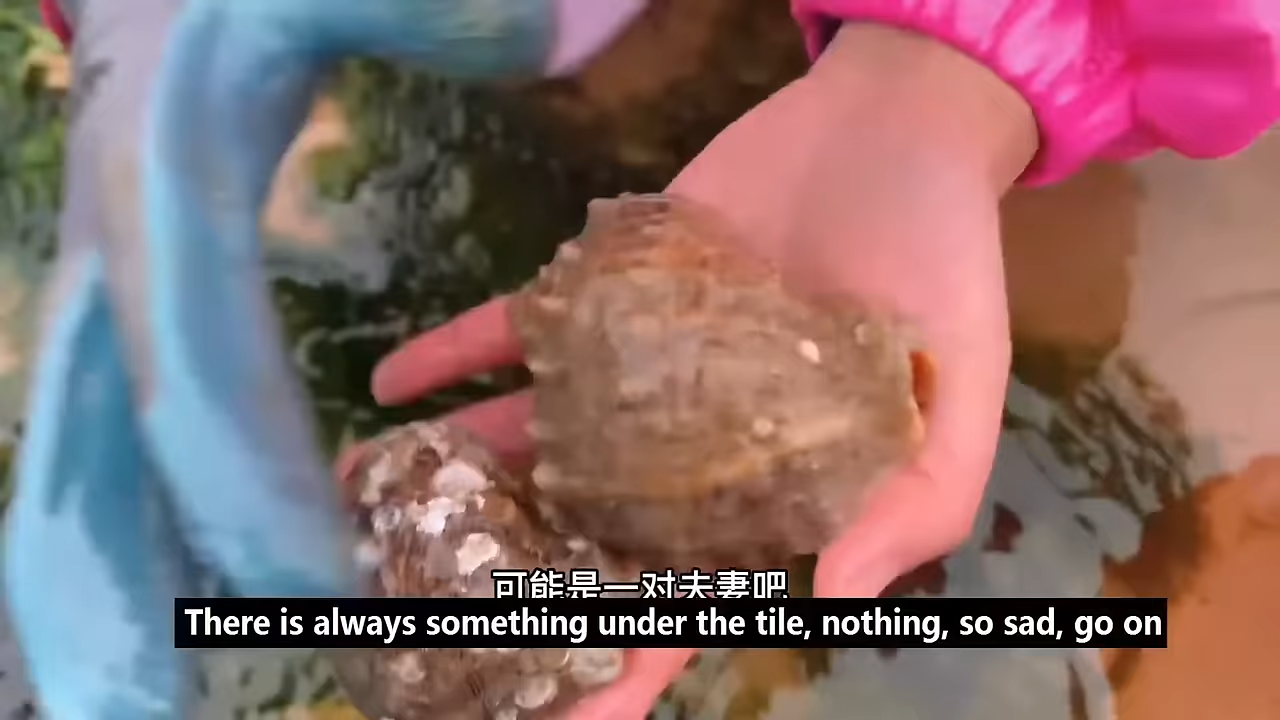 可能是一对夫妻吧
There is always something under the tile, nothing, so sad, go on